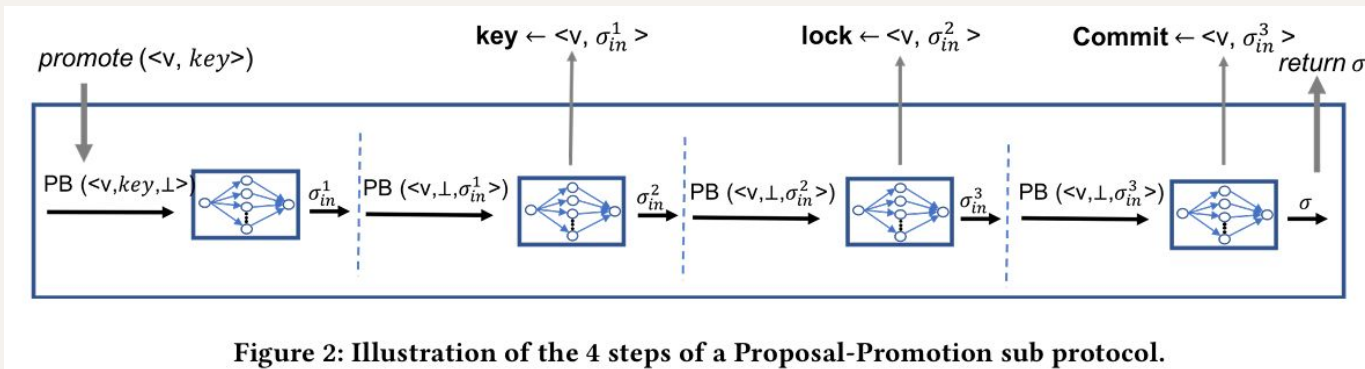 promote (<v, key>)
key ← <v, σ¹ᵢₙ >
lock ← <v, σ²ᵢₙ >
Commit ← <v, σ³ᵢₙ >
return σ
PB (<v,key,⊥>)
σ¹ᵢₙ
PB (<v,⊥,σ¹ᵢₙ>)
σ²ᵢₙ
PB (<v,⊥,σ²ᵢₙ>)
σ³ᵢₙ
PB (<v,⊥,σ³ᵢₙ>)
σ
Figure 2: Illustration of the 4 steps of a Proposal-Promotion sub protocol.